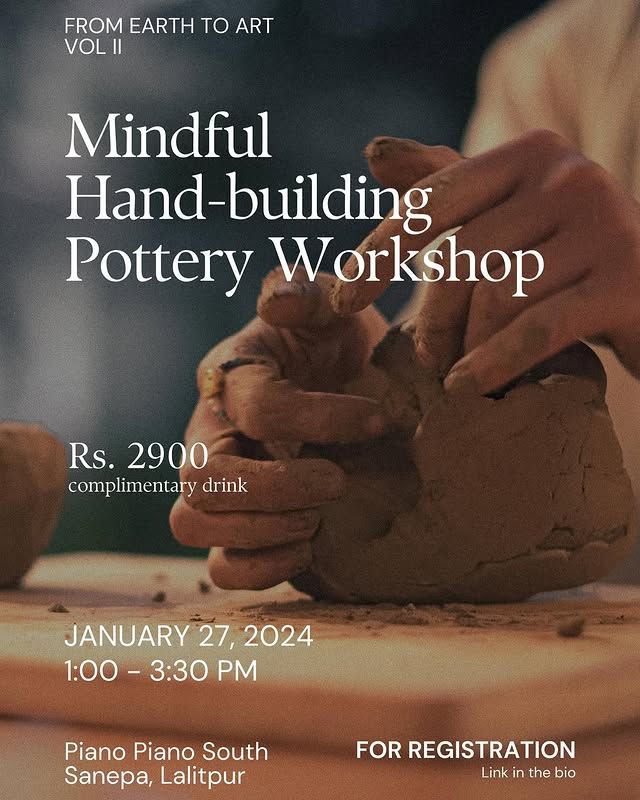 FROM EARTH TO ART
VOL II
Mindful
Hand-building
Pottery Workshop
Rs. 2900
complimentary drink
JANUARY 27, 2024
1:00 – 3:30 PM
Piano Piano South
Sanepa, Lalitpur
FOR REGISTRATION
Link in the bio